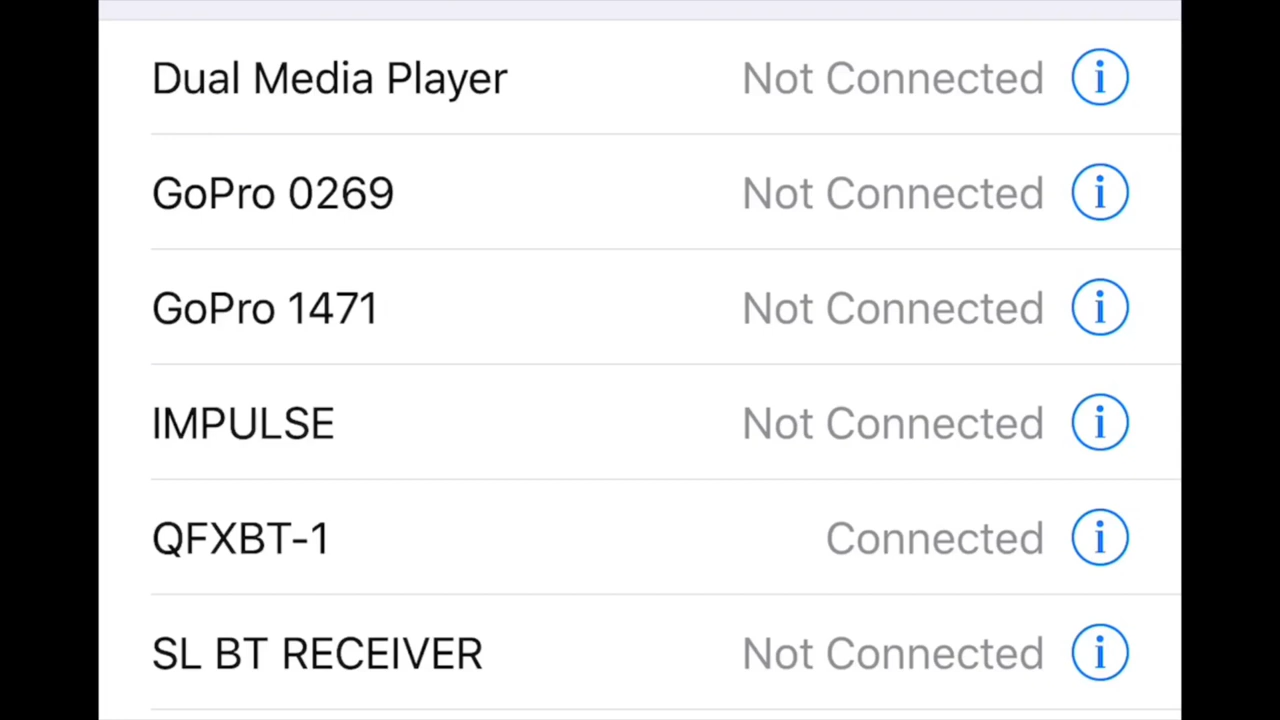 Dual Media Player Not Connected
GoPro 0269 Not Connected
GoPro 1471 Not Connected
IMPULSE Not Connected
QFXBT-1 Connected
SL BT RECEIVER Not Connected